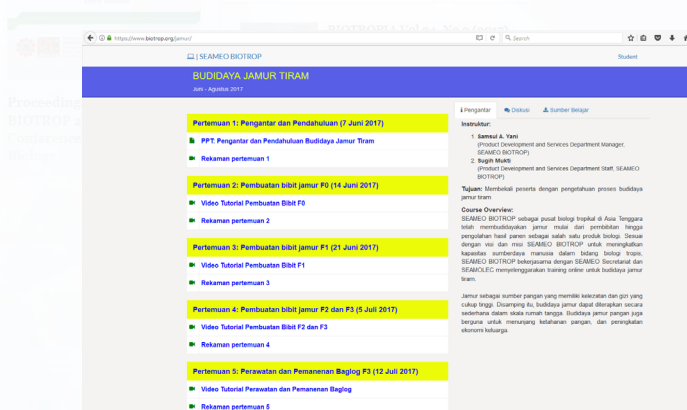 https://www.biotrop.org/jamur/
Search
| SEAMEO BIOTROP
Student
BUDIDAYA JAMUR TIRAM
Juni - Agustus 2017
Pertemuan 1: Pengantar dan Pendahuluan (7 Juni 2017)
PPT: Pengantar dan Pendahuluan Budidaya Jamur Tiram
Rekaman pertemuan 1
Pertemuan 2: Pembuatan bibit jamur F0 (14 Juni 2017)
Video Tutorial Pembuatan Bibit F0
Rekaman pertemuan 2
Pertemuan 3: Pembuatan bibit jamur F1 (21 Juni 2017)
Video Tutorial Pembuatan Bibit F1
Rekaman pertemuan 3
Pertemuan 4: Pembuatan bibit jamur F2 dan F3 (5 Juli 2017)
Video Tutorial Pembuatan Bibit F2 dan F3
Rekaman pertemuan 4
Pertemuan 5: Perawatan dan Pemanenan Baglog F3 (12 Juli 2017)
Video Tutorial Perawatan dan Pemanenan Baglog
Rekaman pertemuan 5
Pengantar
Diskusi
Sumber Belajar
Instruktur:
1. Samsul A. Yani
(Product Development and Services Department Manager,
SEAMEO BIOTROP)
2. Sugih Mukti
(Product Development and Services Department Staff, SEAMEO
BIOTROP)
Tujuan: Membekali peserta dengan pengetahuan proses budidaya
jamur tiram.
Course Overview:
SEAMEO BIOTROP sebagai pusat biologi tropikal di Asia Tenggara
telah membudidayakan jamur mulai dari pembibitan hingga
pengolahan hasil panen sebagai salah satu produk biologi. Sesuai
dengan visi dan misi SEAMEO BIOTROP untuk meningkatkan
kapasitas sumberdaya manusia dalam bidang biologi tropis,
SEAMEO BIOTROP bekerjasama dengan SEAMEO Secretariat dan
SEAMOLEC menyelenggarakan training online untuk budidaya jamur
tiram.
Jamur sebagai sumber pangan yang memiliki kelezatan dan gizi yang
cukup tinggi. Disamping itu, budidaya jamur dapat diterapkan secara
sederhana dalam skala rumah tangga. Budidaya jamur pangan juga
berguna untuk menunjang ketahanan pangan, dan peningkatan
ekonomi keluarga.